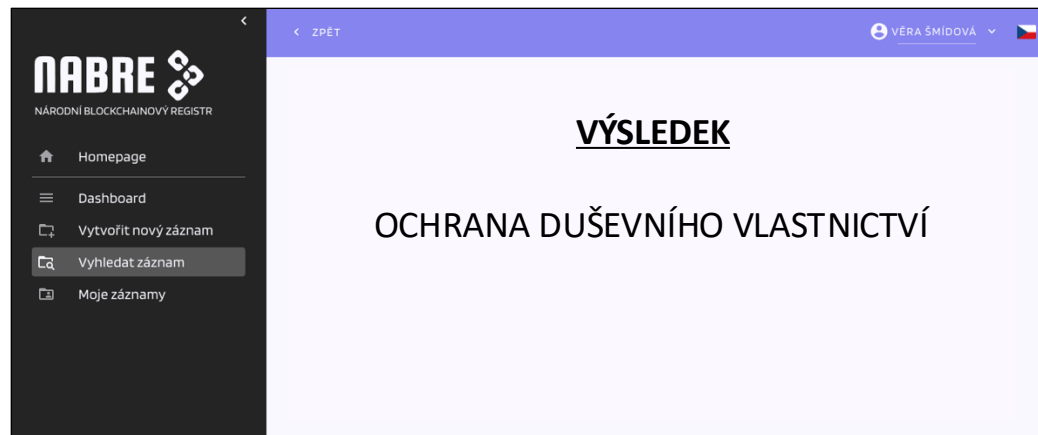 NABRE
NÁRODNÍ BLOCKCHAINOVÝ REGISTR
Homepage
Dashboard
Vytvořit nový záznam
Vyhledat záznam
Moje záznamy
ZPĚT
VĚRA ŠMÍDOVÁ
VÝSLEDEK
OCHRANA DUŠEVNÍHO VLASTNICTVÍ